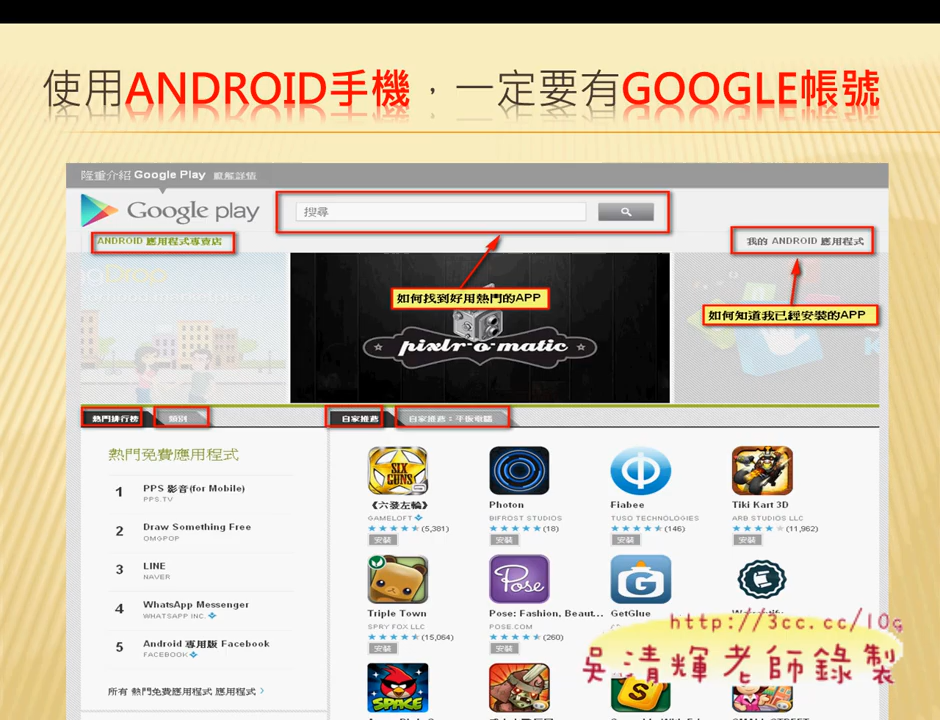 使用ANDROID手機，一定要有GOOGLE帳號
隆重介紹 Google Play 瞭解詳情
Google play
搜尋
ANDROID 應用程式專賣店
我的 ANDROID 應用程式
如何找到好用熱門的APP
如何知道我已經安裝的APP
pixlr-o-matic
熱門排行榜
類別
自家推薦
自家推薦：平板電腦
熱門免費應用程式
1 PPS 影音(for Mobile)
PPS.TV
2 Draw Something Free
OMGPOP
3 LINE
NAVER
4 WhatsApp Messenger
WHATSAPP INC.
5 Android 專用版 Facebook
FACEBOOK
所有 熱門免費應用程式 應用程式 ›
SIX GUNS
《六發左輪》
GAMELOFT
(5,381)
安裝
Photon
BIFROST STUDIOS
(18)
安裝
Fiabee
TUSO TECHNOLOGIES
(146)
安裝
Tiki Kart 3D
ARB STUDIOS LLC
(11,962)
安裝
Triple Town
SPRY FOX LLC
(15,064)
安裝
Pose
Pose: Fashion, Beaut...
POSE.COM
(260)
安裝
GetGlue
SPACE
http://3cc.cc/10g
吳清輝老師錄製